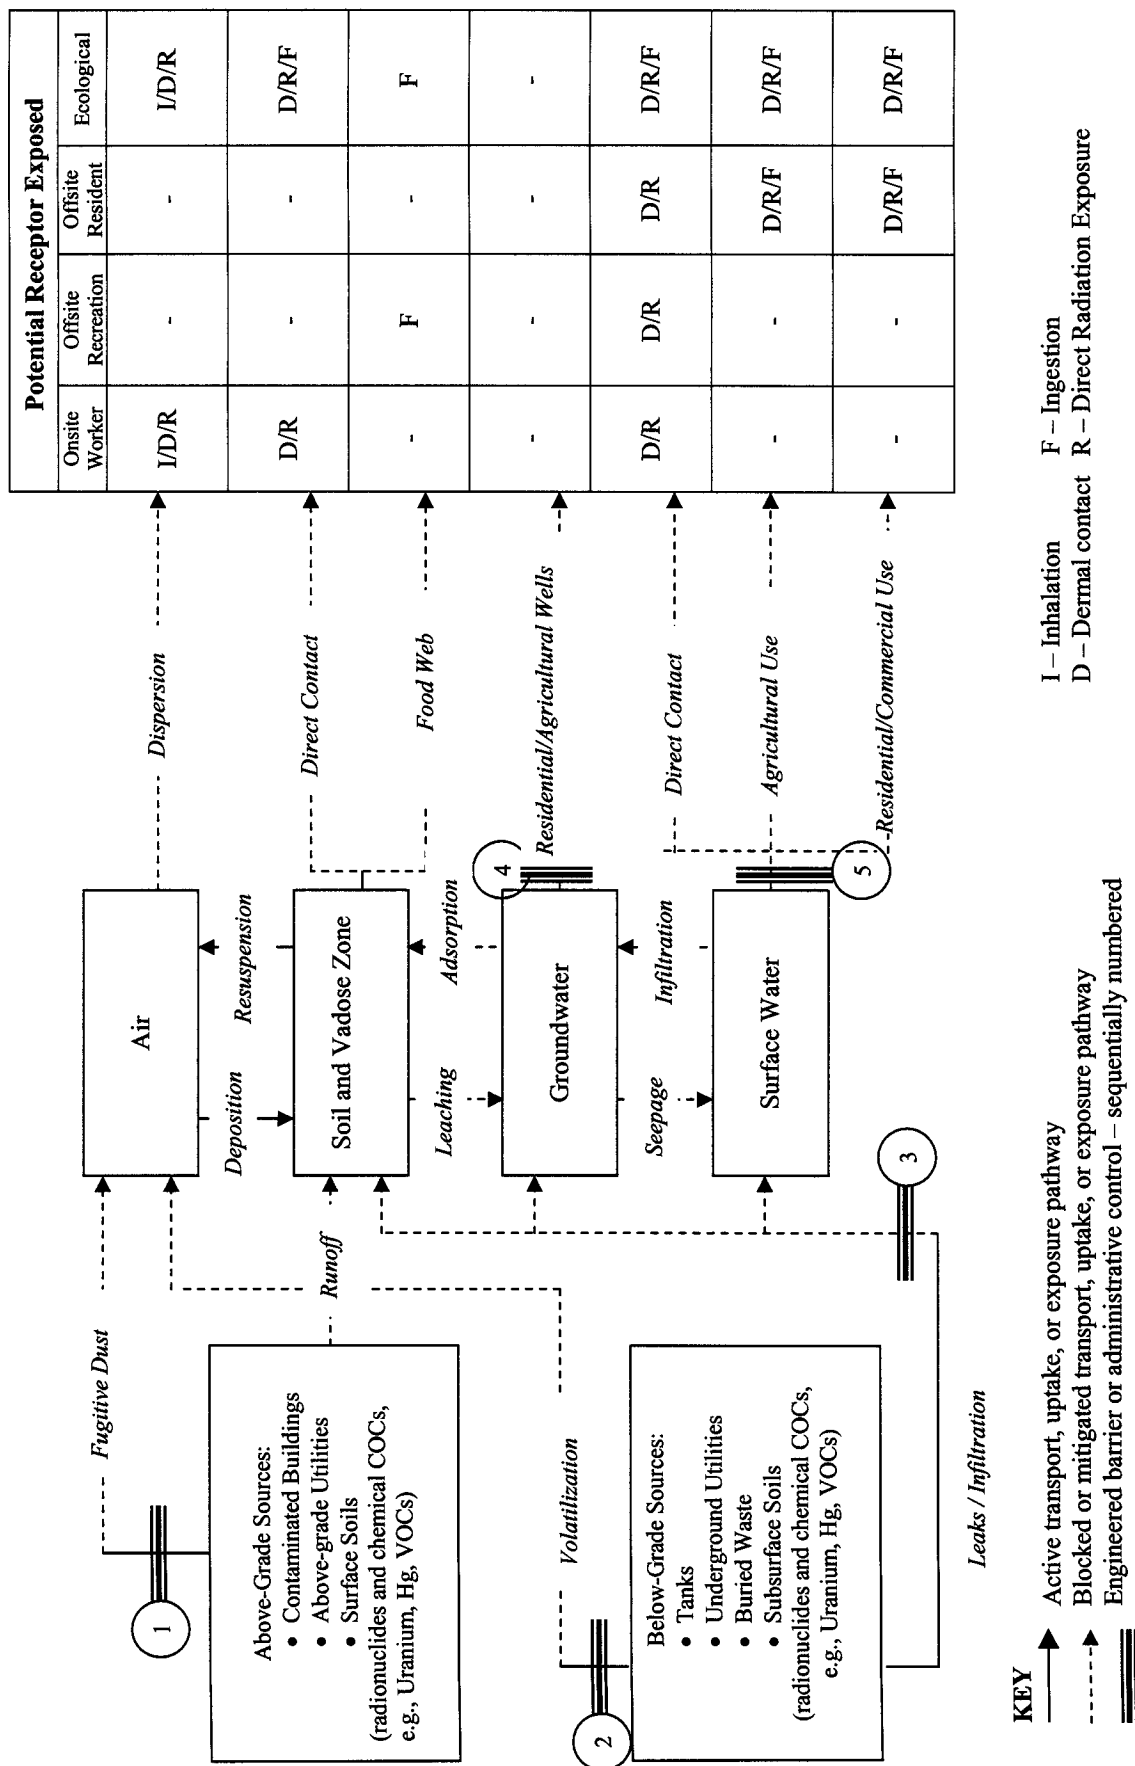 Potential Receptor Exposed
Onsite
Worker
Offsite
Recreation
Offsite
Resident
Ecological
Fugitive Dust
Dispersion
I/D/R
-
-
I/D/R
1
Air
Above-Grade Sources:
• Contaminated Buildings
• Above-grade Utilities
• Surface Soils
(radionuclides and chemical COCs,
e.g., Uranium, Hg, VOCs)
Deposition
Resuspension
Runoff
Soil and Vadose Zone
Direct Contact
D/R
-
-
D/R/F
Food Web
-
F
-
F
Leaching
Adsorption
Volatilization
Groundwater
4
Residential/Agricultural Wells
-
-
-
-
2
Seepage
Infiltration
Below-Grade Sources:
• Tanks
• Underground Utilities
• Buried Waste
• Subsurface Soils
(radionuclides and chemical COCs,
e.g., Uranium, Hg, VOCs)
Surface Water
Direct Contact
D/R
D/R
D/R
D/R/F
Agricultural Use
-
-
D/R/F
D/R/F
5
Residential/Commercial Use
-
-
D/R/F
D/R/F
3
Leaks / Infiltration
KEY
Active transport, uptake, or exposure pathway
Blocked or mitigated transport, uptake, or exposure pathway
Engineered barrier or administrative control – sequentially numbered
I – Inhalation F – Ingestion
D – Dermal contact R – Direct Radiation Exposure